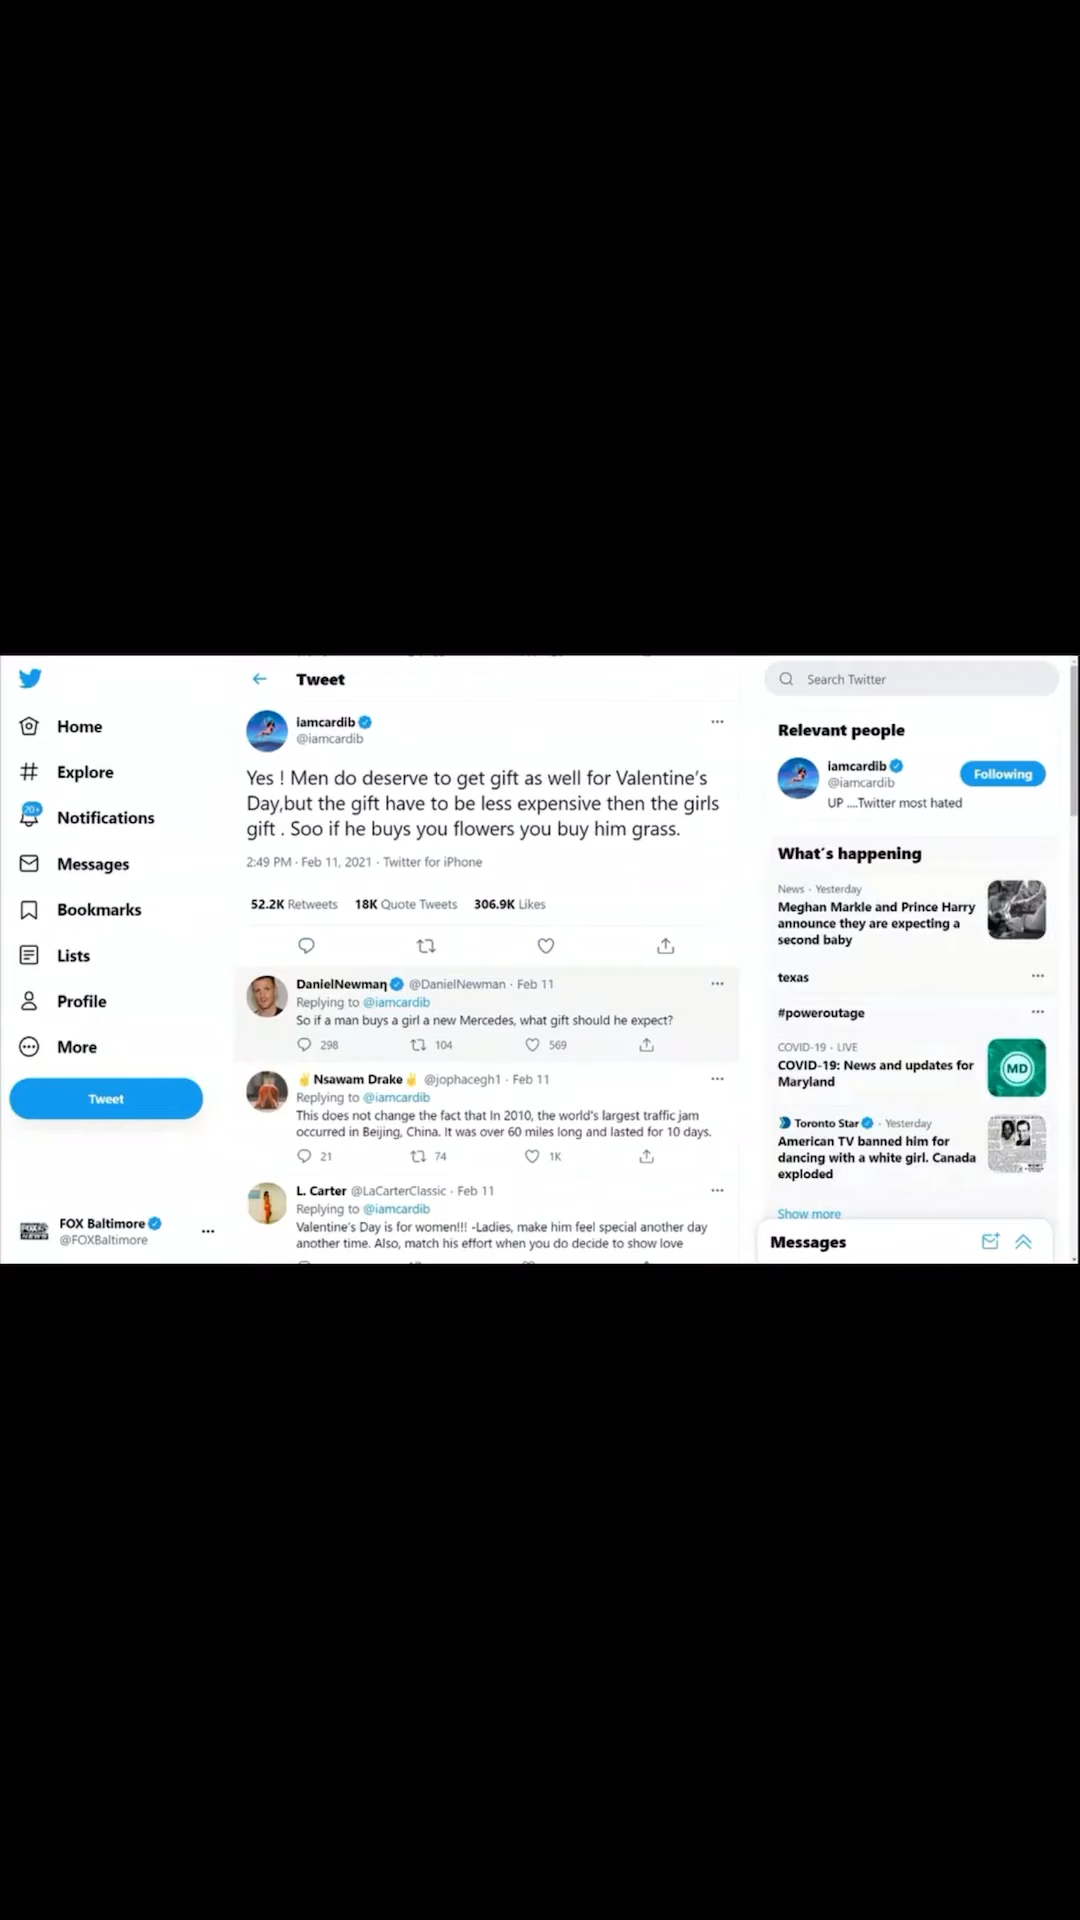 Tweet
Search Twitter
Home
Explore
20+
Notifications
Messages
Bookmarks
Lists
Profile
More
Tweet
FOX Baltimore
@FOXBaltimore
iamcardib
@iamcardib
Yes ! Men do deserve to get gift as well for Valentine's
Day,but the gift have to be less expensive then the girls
gift . Soo if he buys you flowers you buy him grass.
2:49 PM · Feb 11, 2021 · Twitter for iPhone
52.2K Retweets 18K Quote Tweets 306.9K Likes
DanielNewmaη @DanielNewman · Feb 11
Replying to @iamcardib
So if a man buys a girl a new Mercedes, what gift should he expect?
298 104 569
✌ Nsawam Drake ✌ @jophacegh1 · Feb 11
Replying to @iamcardib
This does not change the fact that In 2010, the world's largest traffic jam
occurred in Beijing, China. It was over 60 miles long and lasted for 10 days.
21 74 1K
L. Carter @LaCarterClassic · Feb 11
Replying to @iamcardib
Valentine's Day is for women!!! -Ladies, make him feel special another day
another time. Also, match his effort when you do decide to show love
Relevant people
iamcardib
@iamcardib
Following
UP ....Twitter most hated
What's happening
News · Yesterday
Meghan Markle and Prince Harry
announce they are expecting a
second baby
texas
#poweroutage
COVID-19 · LIVE
COVID-19: News and updates for
Maryland
MD
Toronto Star · Yesterday
American TV banned him for
dancing with a white girl. Canada
exploded
Show more
Messages